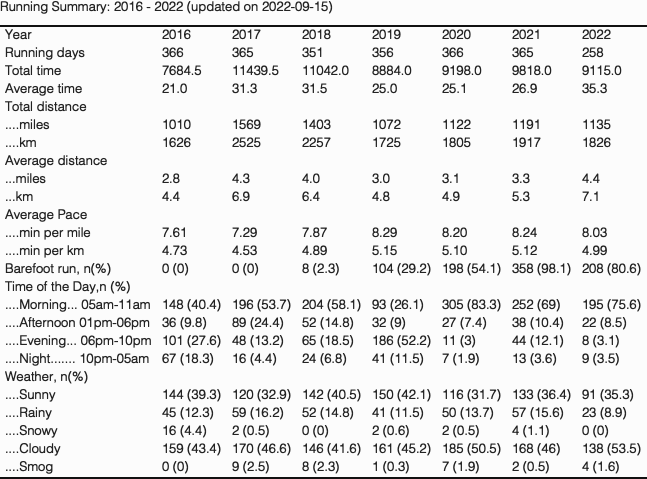 Running Summary: 2016 - 2022 (updated on 2022-09-15)
Year 2016 2017 2018 2019 2020 2021 2022
Running days 366 365 351 356 366 365 258
Total time 7684.5 11439.5 11042.0 8884.0 9198.0 9818.0 9115.0
Average time 21.0 31.3 31.5 25.0 25.1 26.9 35.3
Total distance
....miles 1010 1569 1403 1072 1122 1191 1135
....km 1626 2525 2257 1725 1805 1917 1826
Average distance
...miles 2.8 4.3 4.0 3.0 3.1 3.3 4.4
...km 4.4 6.9 6.4 4.8 4.9 5.3 7.1
Average Pace
....min per mile 7.61 7.29 7.87 8.29 8.20 8.24 8.03
....min per km 4.73 4.53 4.89 5.15 5.10 5.12 4.99
Barefoot run, n(%) 0 (0) 0 (0) 8 (2.3) 104 (29.2) 198 (54.1) 358 (98.1) 208 (80.6)
Time of the Day,n (%)
....Morning... 05am-11am 148 (40.4) 196 (53.7) 204 (58.1) 93 (26.1) 305 (83.3) 252 (69) 195 (75.6)
....Afternoon 01pm-06pm 36 (9.8) 89 (24.4) 52 (14.8) 32 (9) 27 (7.4) 38 (10.4) 22 (8.5)
....Evening... 06pm-10pm 101 (27.6) 48 (13.2) 65 (18.5) 186 (52.2) 11 (3) 44 (12.1) 8 (3.1)
....Night....... 10pm-05am 67 (18.3) 16 (4.4) 24 (6.8) 41 (11.5) 7 (1.9) 13 (3.6) 9 (3.5)
Weather, n(%)
....Sunny 144 (39.3) 120 (32.9) 142 (40.5) 150 (42.1) 116 (31.7) 133 (36.4) 91 (35.3)
....Rainy 45 (12.3) 59 (16.2) 52 (14.8) 41 (11.5) 50 (13.7) 57 (15.6) 23 (8.9)
....Snowy 16 (4.4) 2 (0.5) 0 (0) 2 (0.6) 2 (0.5) 4 (1.1) 0 (0)
....Cloudy 159 (43.4) 170 (46.6) 146 (41.6) 161 (45.2) 185 (50.5) 168 (46) 138 (53.5)
....Smog 0 (0) 9 (2.5) 8 (2.3) 1 (0.3) 7 (1.9) 2 (0.5) 4 (1.6)